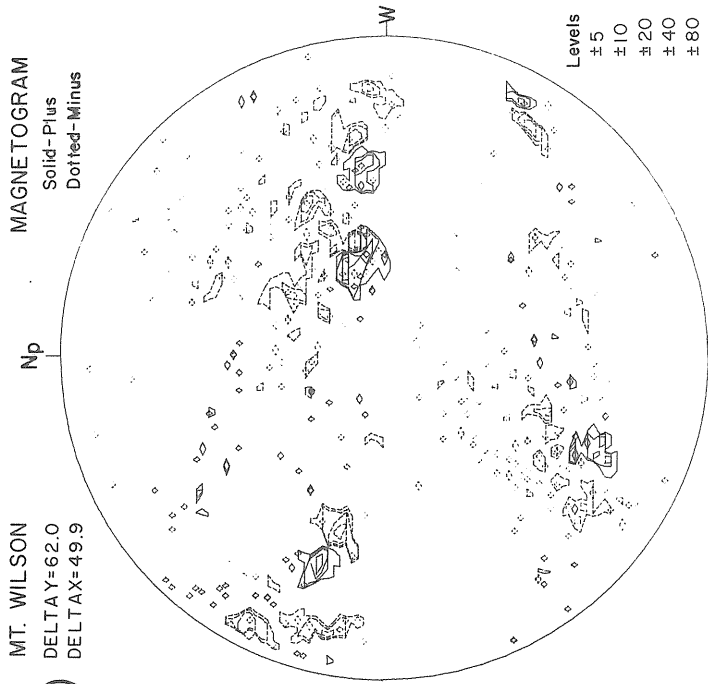 MT. WILSON
DELTAY=62.0
DELTAX=49.9
MAGNETOGRAM
Solid-Plus
Dotted-Minus
Np
W
Levels
±5
±10
±20
±40
±80